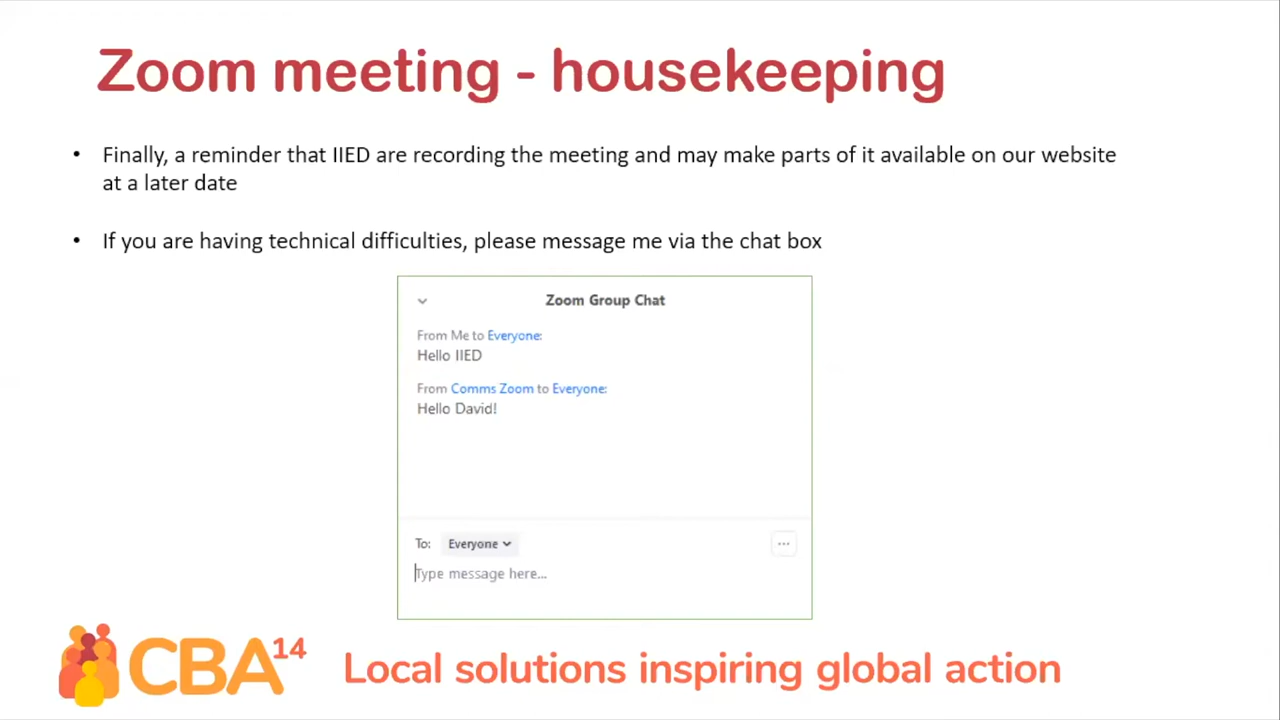 Zoom meeting - housekeeping
• Finally, a reminder that IIED are recording the meeting and may make parts of it available on our website
at a later date
• If you are having technical difficulties, please message me via the chat box
Zoom Group Chat
From Me to Everyone:
Hello IIED
From Comms Zoom to Everyone:
Hello David!
To: Everyone
Type message here...
CBA14
Local solutions inspiring global action